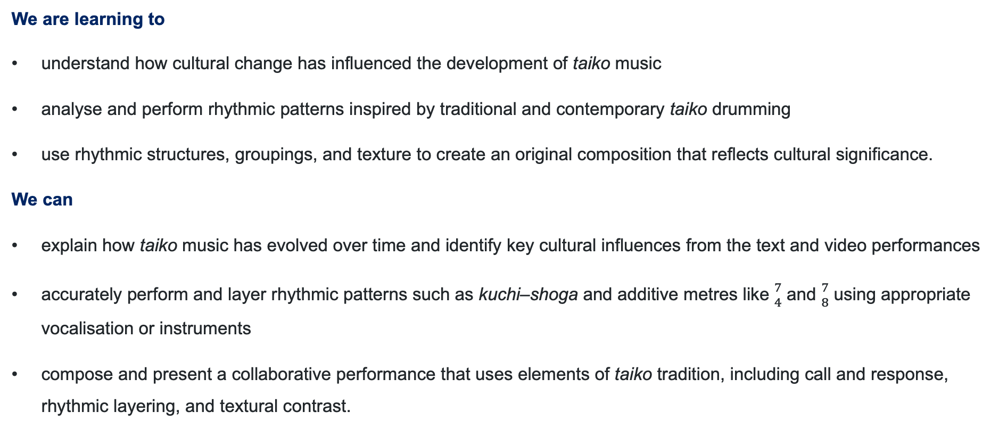 We are learning to
• understand how cultural change has influenced the development of taiko music
• analyse and perform rhythmic patterns inspired by traditional and contemporary taiko drumming
• use rhythmic structures, groupings, and texture to create an original composition that reflects cultural significance.
We can
• explain how taiko music has evolved over time and identify key cultural influences from the text and video performances
• accurately perform and layer rhythmic patterns such as kuchi–shoga and additive metres like 7/4 and 7/8 using appropriate
vocalisation or instruments
• compose and present a collaborative performance that uses elements of taiko tradition, including call and response,
rhythmic layering, and textural contrast.